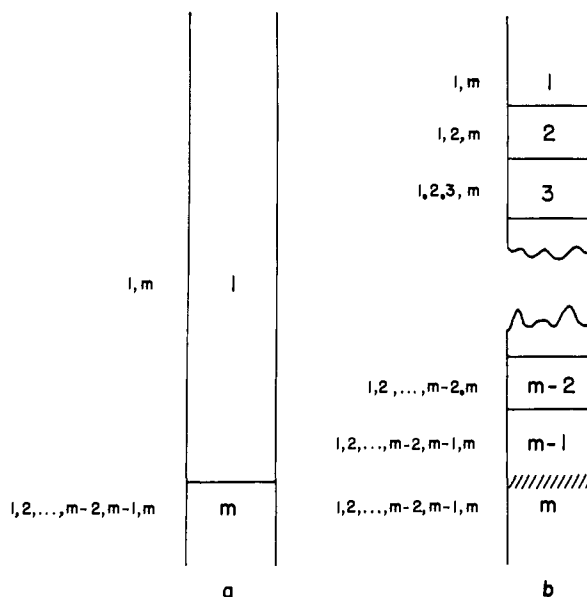 1,m 1
1,2,m 2
1,2,3,m 3
1,m 1
1,2,...,m-2,m m-2
1,2,...,m-2,m-1,m m-1
1,2,...,m-2,m-1,m m
1,2,...,m-2,m-1,m m
a b